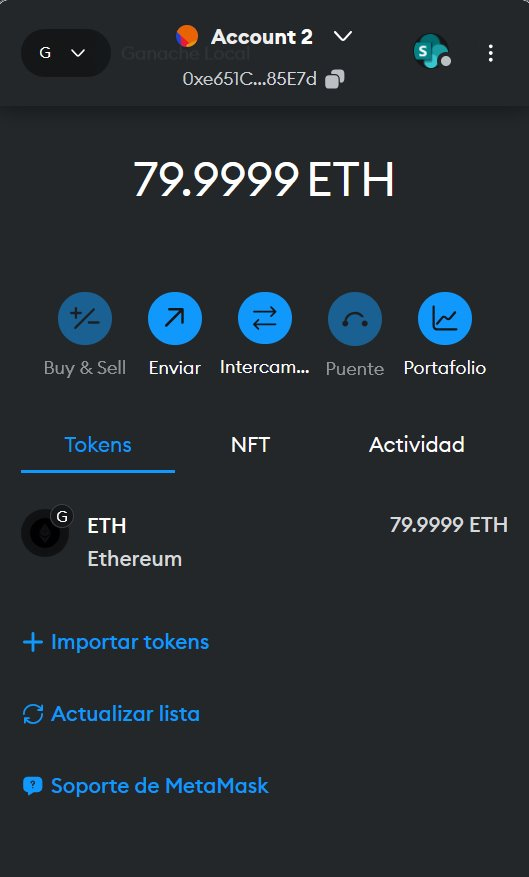 G
Ganache Local
Account 2
0xe651C...85E7d
S
79.9999 ETH
Buy & Sell
Enviar
Intercam...
Puente
Portafolio
Tokens
NFT
Actividad
G
ETH
79.9999 ETH
Ethereum
Importar tokens
Actualizar lista
Soporte de MetaMask